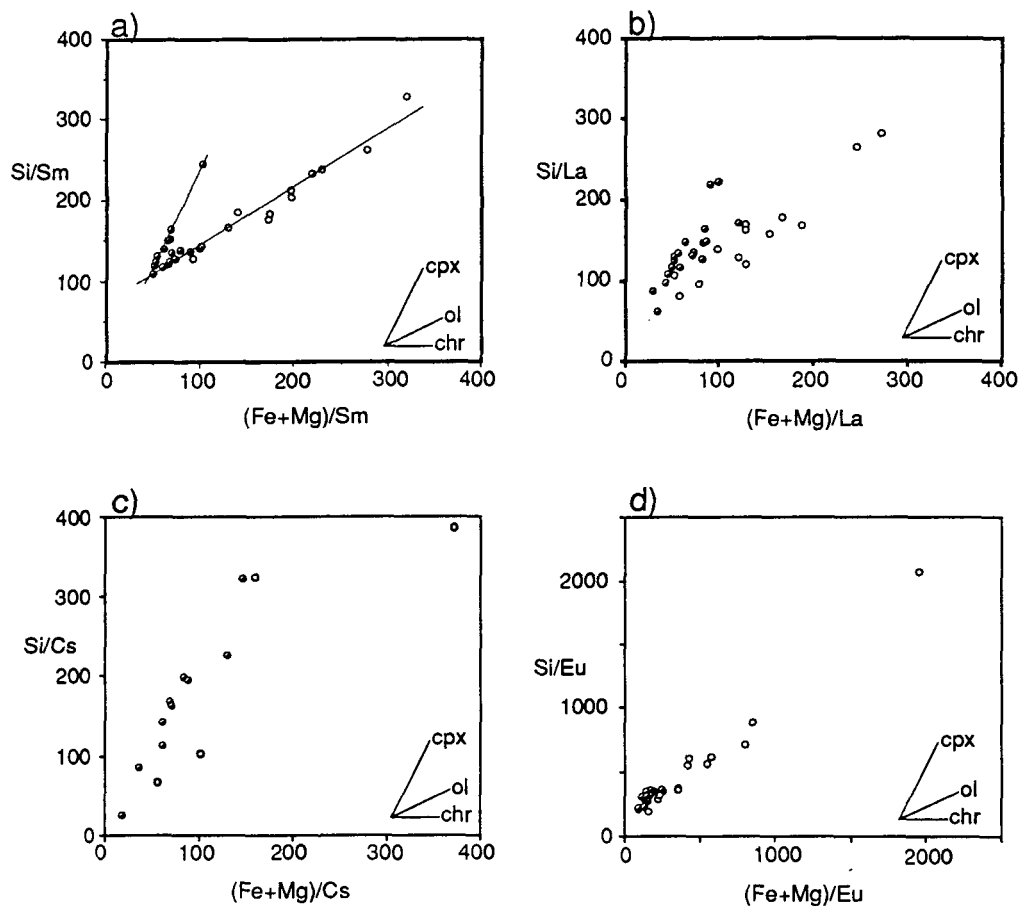 a)
400
300
Si/Sm
200
100
0
cpx
ol
chr
0 100 200 300 400
(Fe+Mg)/Sm
b)
400
300
Si/La
200
100
0
cpx
ol
chr
0 100 200 300 400
(Fe+Mg)/La
c)
400
300
Si/Cs
200
100
0
cpx
ol
chr
0 100 200 300 400
(Fe+Mg)/Cs
d)
2000
Si/Eu
1000
0
cpx
ol
chr
0 1000 2000
(Fe+Mg)/Eu